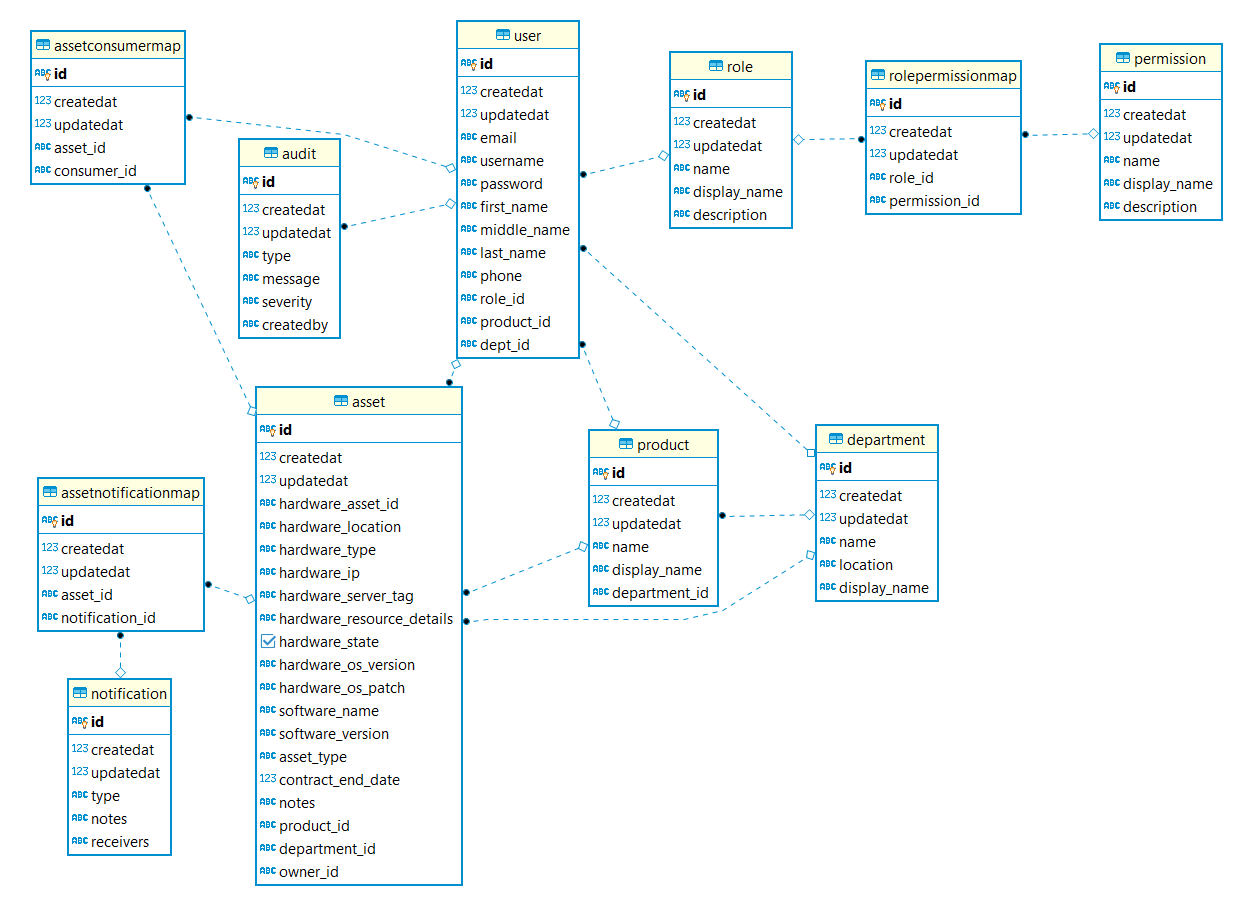 assetconsumermap
ABC id
123 createdat
123 updatedat
ABC asset_id
ABC consumer_id
audit
ABC id
123 createdat
123 updatedat
ABC type
ABC message
ABC severity
ABC createdby
user
ABC id
123 createdat
123 updatedat
ABC email
ABC username
ABC password
ABC first_name
ABC middle_name
ABC last_name
ABC phone
ABC role_id
ABC product_id
ABC dept_id
role
ABC id
123 createdat
123 updatedat
ABC name
ABC display_name
ABC description
rolepermissionmap
ABC id
123 createdat
123 updatedat
ABC role_id
ABC permission_id
permission
ABC id
123 createdat
123 updatedat
ABC name
ABC display_name
ABC description
asset
ABC id
123 createdat
123 updatedat
ABC hardware_asset_id
ABC hardware_location
ABC hardware_type
ABC hardware_ip
ABC hardware_server_tag
ABC hardware_resource_details
hardware_state
ABC hardware_os_version
ABC hardware_os_patch
ABC software_name
ABC software_version
ABC asset_type
123 contract_end_date
ABC notes
ABC product_id
ABC department_id
ABC owner_id
product
ABC id
123 createdat
123 updatedat
ABC name
ABC display_name
ABC department_id
department
ABC id
123 createdat
123 updatedat
ABC name
ABC location
ABC display_name
assetnotificationmap
ABC id
123 createdat
123 updatedat
ABC asset_id
ABC notification_id
notification
ABC id
123 createdat
123 updatedat
ABC type
ABC notes
ABC receivers